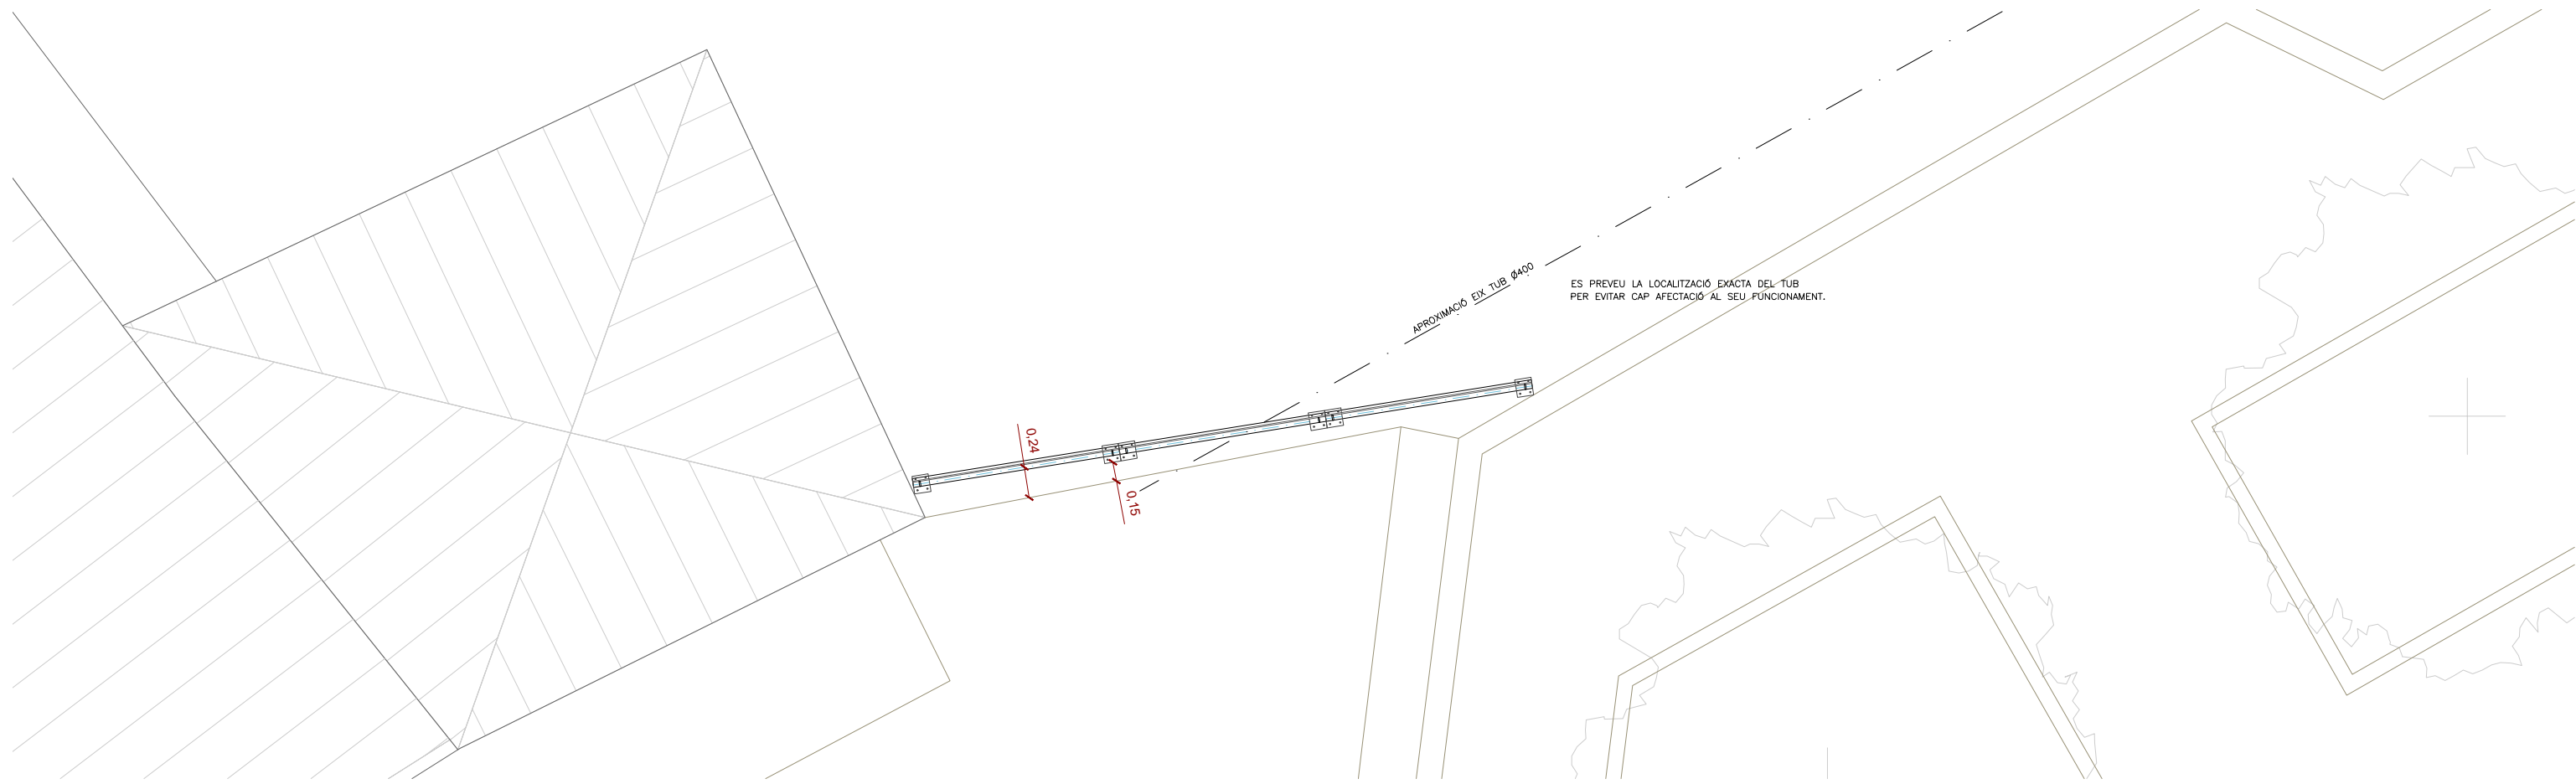 APROXIMACIÓ EIX TUB Ø400
ES PREVEU LA LOCALITZACIÓ EXACTA DEL TUB
PER EVITAR CAP AFECTACIÓ AL SEU FUNCIONAMENT.
0,24
0,15